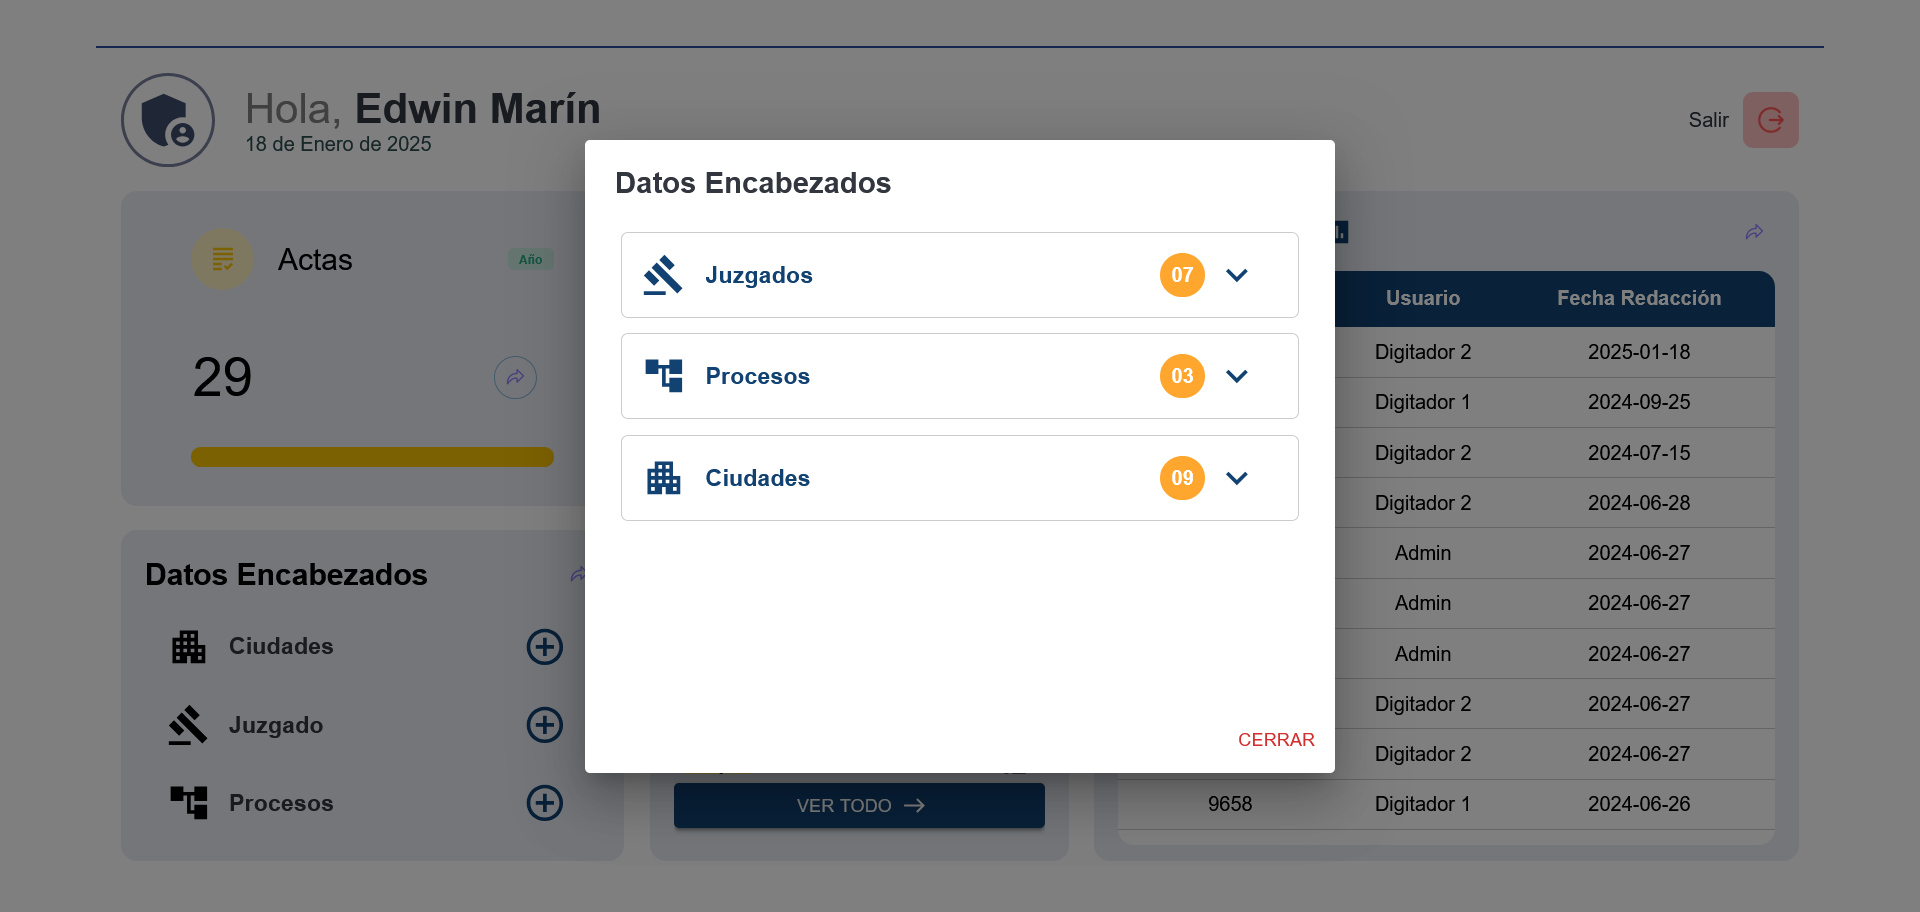 Hola, Edwin Marín
18 de Enero de 2025
Salir
Actas
Año
29
Datos Encabezados
Ciudades
Juzgado
Procesos
Datos Encabezados
Juzgados 07
Procesos 03
Ciudades 09
CERRAR
VER TODO
Usuario Fecha Redacción
Digitador 2 2025-01-18
Digitador 1 2024-09-25
Digitador 2 2024-07-15
Digitador 2 2024-06-28
Admin 2024-06-27
Admin 2024-06-27
Admin 2024-06-27
Digitador 2 2024-06-27
Digitador 2 2024-06-27
9658 Digitador 1 2024-06-26